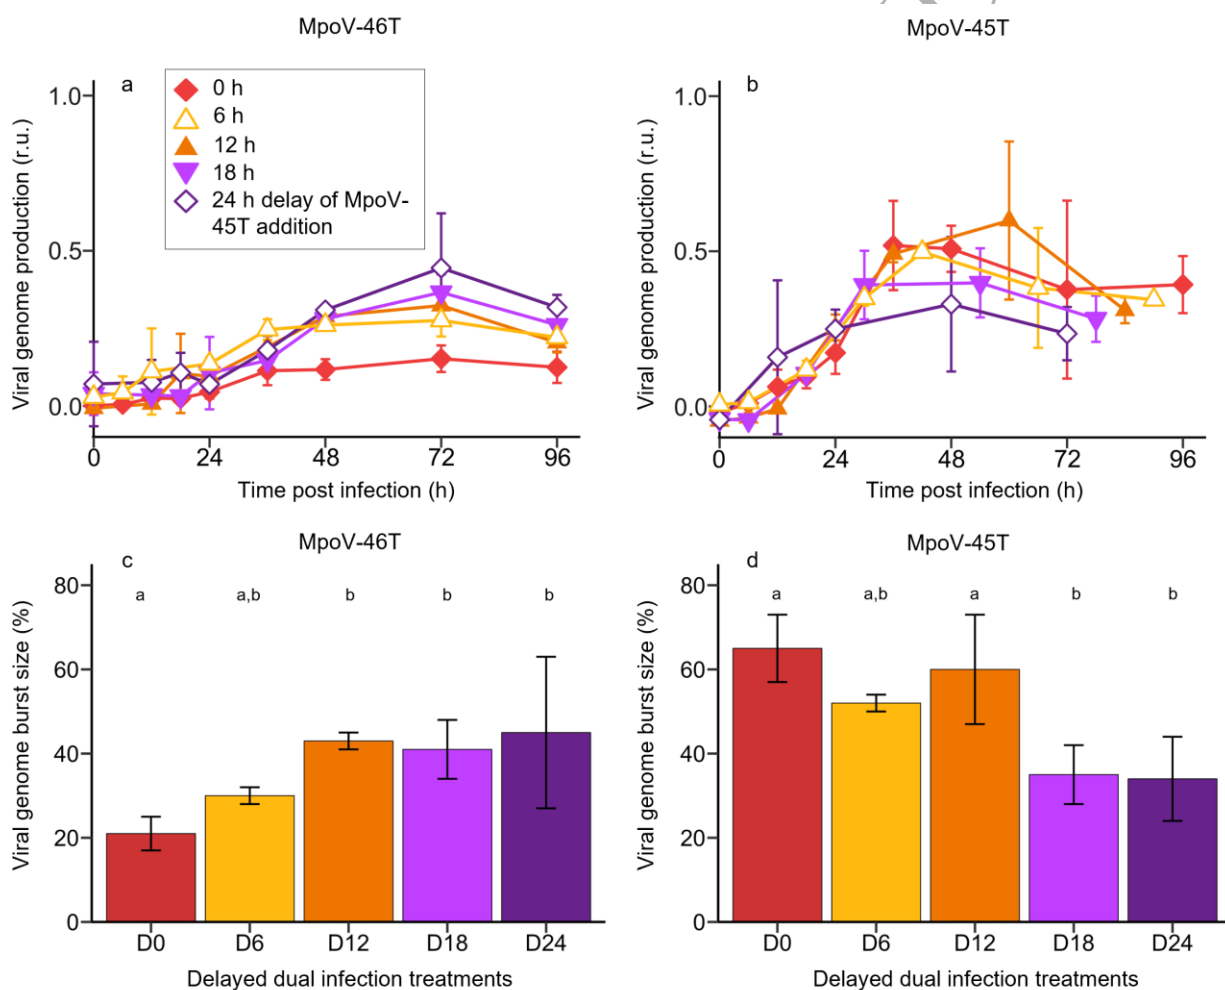 MpoV-46T
a
Viral genome production (r.u.)
1.0
0.5
0.0
0 h
6 h
12 h
18 h
24 h delay of MpoV-
45T addition
0 24 48 72 96
Time post infection (h)
MpoV-45T
b
Viral genome production (r.u.)
1.0
0.5
0.0
0 24 48 72 96
Time post infection (h)
MpoV-46T
c
Viral genome burst size (%)
80
60
40
20
0
a a,b b b b
D0 D6 D12 D18 D24
Delayed dual infection treatments
MpoV-45T
d
Viral genome burst size (%)
80
60
40
20
0
a a,b a b b
D0 D6 D12 D18 D24
Delayed dual infection treatments